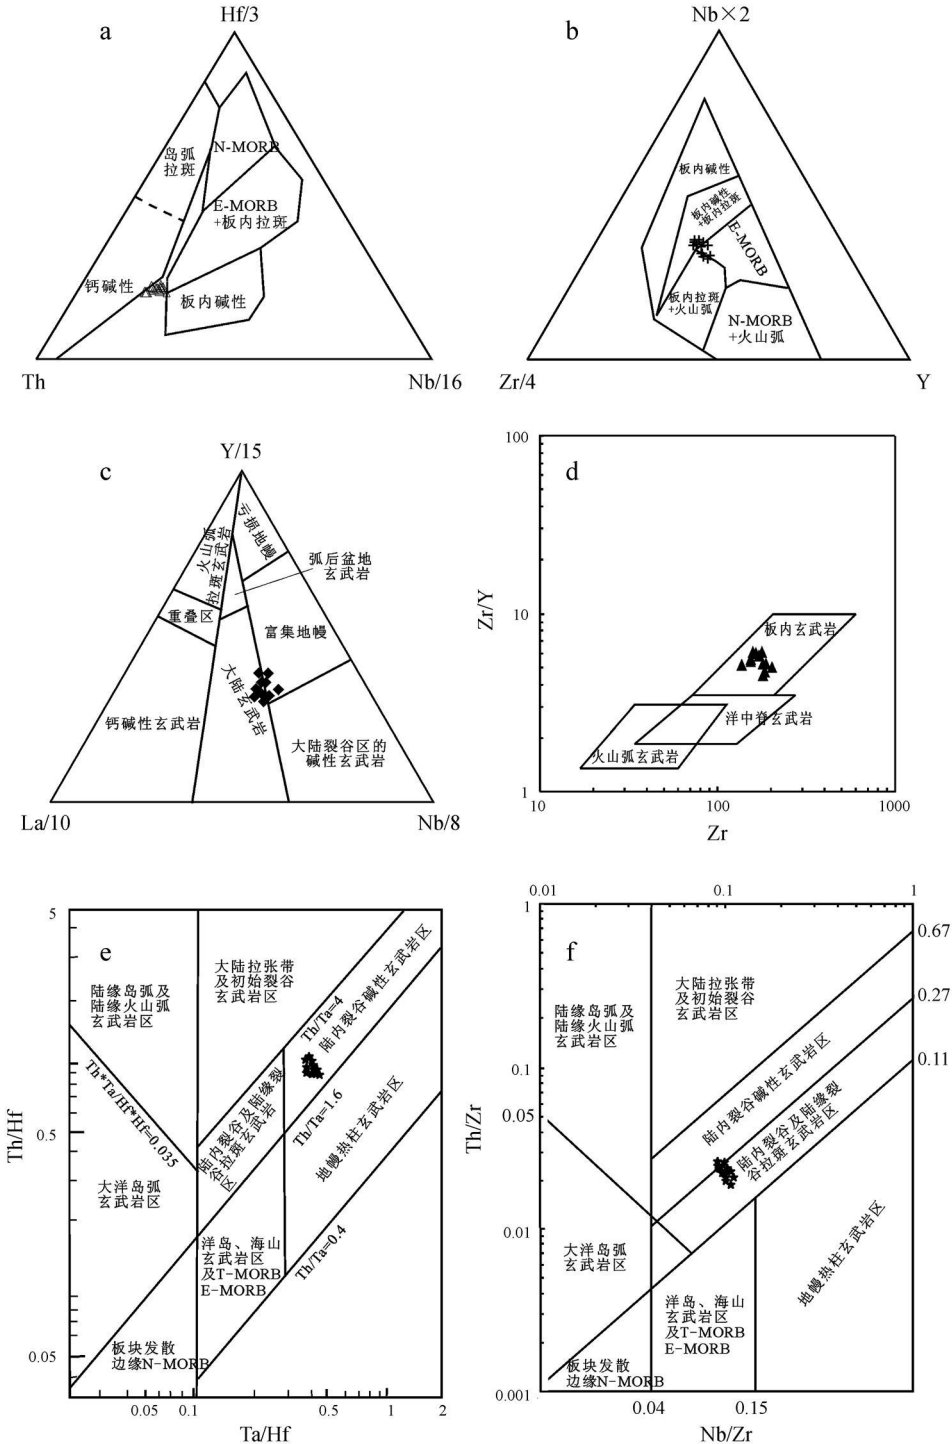 a
Hf/3
岛弧
拉斑
N-MORB
E-MORB
+板内拉斑
钙碱性
板内碱性
Th
Nb/16
b
Nb×2
板内碱性
板内碱性
+板内拉斑
E-MORB
板内拉斑
+火山弧
N-MORB
+火山弧
Zr/4
Y
c
Y/15
亏损地幔
火山弧
拉斑玄武岩
弧后盆地
玄武岩
重叠区
富集地幔
大陆玄武岩
钙碱性玄武岩
大陆裂谷区的
碱性玄武岩
La/10
Nb/8
d
100
10
1
Zr/Y
板内玄武岩
洋中脊玄武岩
火山弧玄武岩
10
100
1000
Zr
e
5
0.5
0.05
Th/Hf
陆缘岛弧及
陆缘火山弧
玄武岩区
大陆拉张带
及初始裂谷
玄武岩区
Th/Ta=4
陆内裂谷碱性玄武岩区
Th*Ta/Hf*Hf=0.035
陆内裂谷及陆缘裂
谷拉斑玄武岩
区
Th/Ta=1.6
地幔热柱玄武岩区
大洋岛弧
玄武岩区
洋岛、海山
玄武岩区
及T-MORB
E-MORB
Th/Ta=0.4
板块发散
边缘N-MORB
0.05
0.1
0.5
1
2
Ta/Hf
f
0.01
0.1
1
1
0.1
0.05
0.01
0.001
Th/Zr
0.67
0.27
0.11
陆缘岛弧及
陆缘火山弧
玄武岩区
大陆拉张带
及初始裂谷
玄武岩区
陆内裂谷碱性玄武岩区
陆内裂谷及陆缘裂
谷拉斑玄武岩区
大洋岛弧
玄武岩区
地幔热柱玄武岩区
洋岛、海山
玄武岩区
及T-MORB
E-MORB
板块发散
边缘N-MORB
0.04
0.15
Nb/Zr